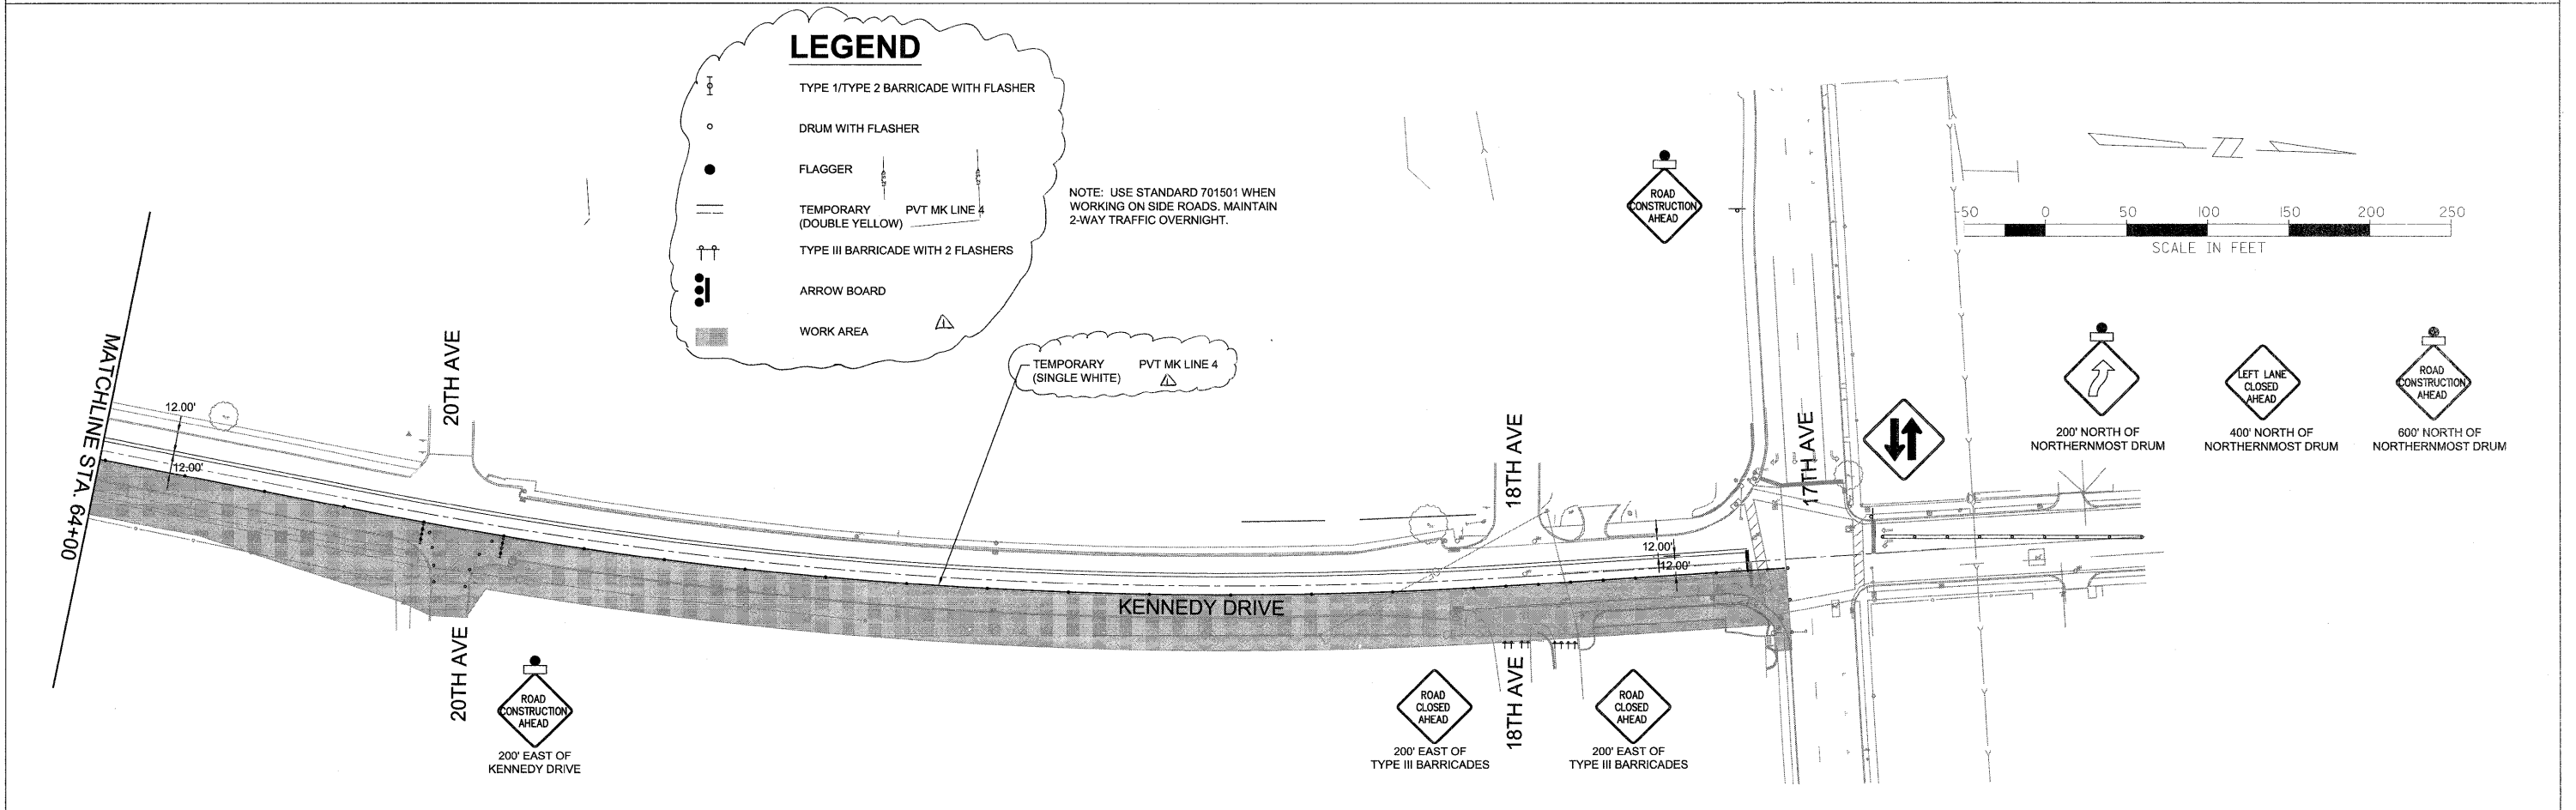 LEGEND
TYPE 1/TYPE 2 BARRICADE WITH FLASHER
DRUM WITH FLASHER
FLAGGER
TEMPORARY PVT MK LINE 4
(DOUBLE YELLOW)
TYPE III BARRICADE WITH 2 FLASHERS
ARROW BOARD
WORK AREA
1
NOTE: USE STANDARD 701501 WHEN
WORKING ON SIDE ROADS. MAINTAIN
2-WAY TRAFFIC OVERNIGHT.
TEMPORARY PVT MK LINE 4
(SINGLE WHITE)
1
ROAD
CONSTRUCTION
AHEAD
Z
50 0 50 100 150 200 250
SCALE IN FEET
200' NORTH OF
NORTHERNMOST DRUM
LEFT LANE
CLOSED
AHEAD
400' NORTH OF
NORTHERNMOST DRUM
ROAD
CONSTRUCTION
AHEAD
600' NORTH OF
NORTHERNMOST DRUM
MATCHLINE STA. 64+00
12.00'
12.00'
20TH AVE
18TH AVE
17TH AVE
12.00'
12.00'
KENNEDY DRIVE
20TH AVE
ROAD
CONSTRUCTION
AHEAD
200' EAST OF
KENNEDY DRIVE
ROAD
CLOSED
AHEAD
200' EAST OF
TYPE III BARRICADES
18TH AVE
ROAD
CLOSED
AHEAD
200' EAST OF
TYPE III BARRICADES